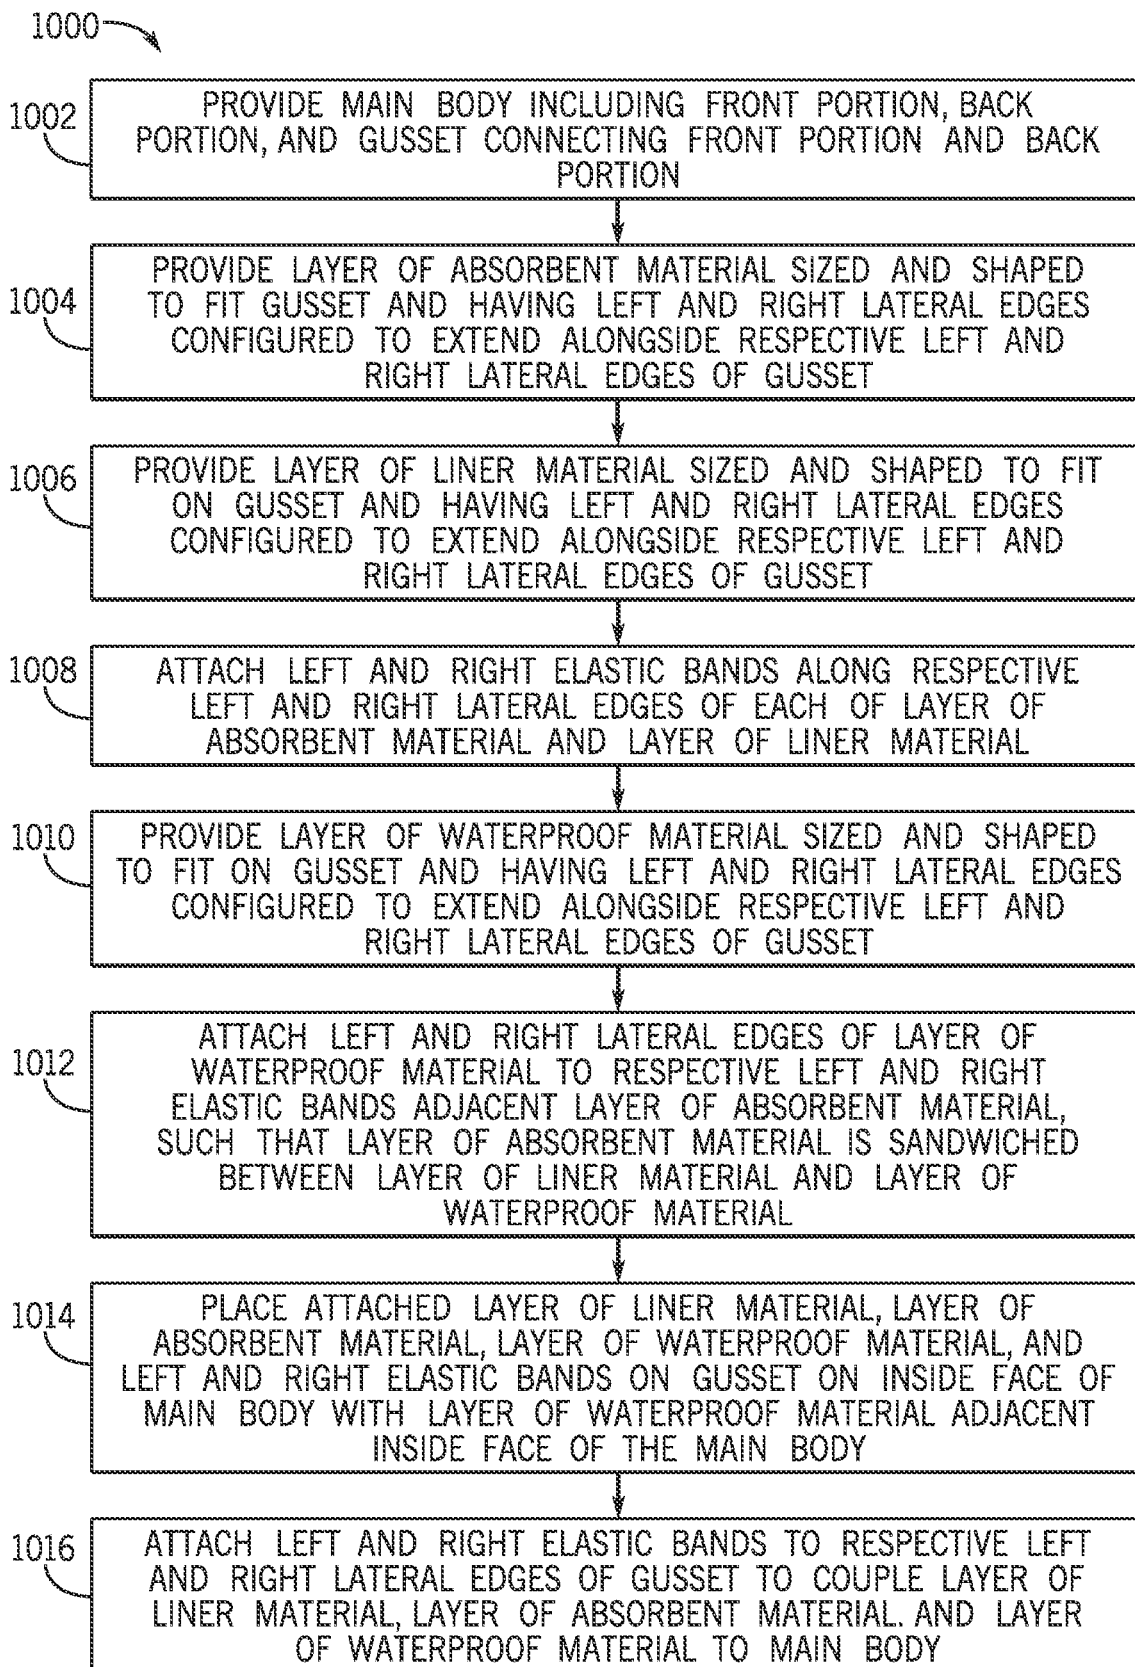 1000
1002
PROVIDE MAIN BODY INCLUDING FRONT PORTION, BACK
PORTION, AND GUSSET CONNECTING FRONT PORTION AND BACK
PORTION
1004
PROVIDE LAYER OF ABSORBENT MATERIAL SIZED AND SHAPED
TO FIT GUSSET AND HAVING LEFT AND RIGHT LATERAL EDGES
CONFIGURED TO EXTEND ALONGSIDE RESPECTIVE LEFT AND
RIGHT LATERAL EDGES OF GUSSET
1006
PROVIDE LAYER OF LINER MATERIAL SIZED AND SHAPED TO FIT
ON GUSSET AND HAVING LEFT AND RIGHT LATERAL EDGES
CONFIGURED TO EXTEND ALONGSIDE RESPECTIVE LEFT AND
RIGHT LATERAL EDGES OF GUSSET
1008
ATTACH LEFT AND RIGHT ELASTIC BANDS ALONG RESPECTIVE
LEFT AND RIGHT LATERAL EDGES OF EACH OF LAYER OF
ABSORBENT MATERIAL AND LAYER OF LINER MATERIAL
1010
PROVIDE LAYER OF WATERPROOF MATERIAL SIZED AND SHAPED
TO FIT ON GUSSET AND HAVING LEFT AND RIGHT LATERAL EDGES
CONFIGURED TO EXTEND ALONGSIDE RESPECTIVE LEFT AND
RIGHT LATERAL EDGES OF GUSSET
1012
ATTACH LEFT AND RIGHT LATERAL EDGES OF LAYER OF
WATERPROOF MATERIAL TO RESPECTIVE LEFT AND RIGHT
ELASTIC BANDS ADJACENT LAYER OF ABSORBENT MATERIAL,
SUCH THAT LAYER OF ABSORBENT MATERIAL IS SANDWICHED
BETWEEN LAYER OF LINER MATERIAL AND LAYER OF
WATERPROOF MATERIAL
1014
PLACE ATTACHED LAYER OF LINER MATERIAL, LAYER OF
ABSORBENT MATERIAL, LAYER OF WATERPROOF MATERIAL, AND
LEFT AND RIGHT ELASTIC BANDS ON GUSSET ON INSIDE FACE OF
MAIN BODY WITH LAYER OF WATERPROOF MATERIAL ADJACENT
INSIDE FACE OF THE MAIN BODY
1016
ATTACH LEFT AND RIGHT ELASTIC BANDS TO RESPECTIVE LEFT
AND RIGHT LATERAL EDGES OF GUSSET TO COUPLE LAYER OF
LINER MATERIAL, LAYER OF ABSORBENT MATERIAL. AND LAYER
OF WATERPROOF MATERIAL TO MAIN BODY